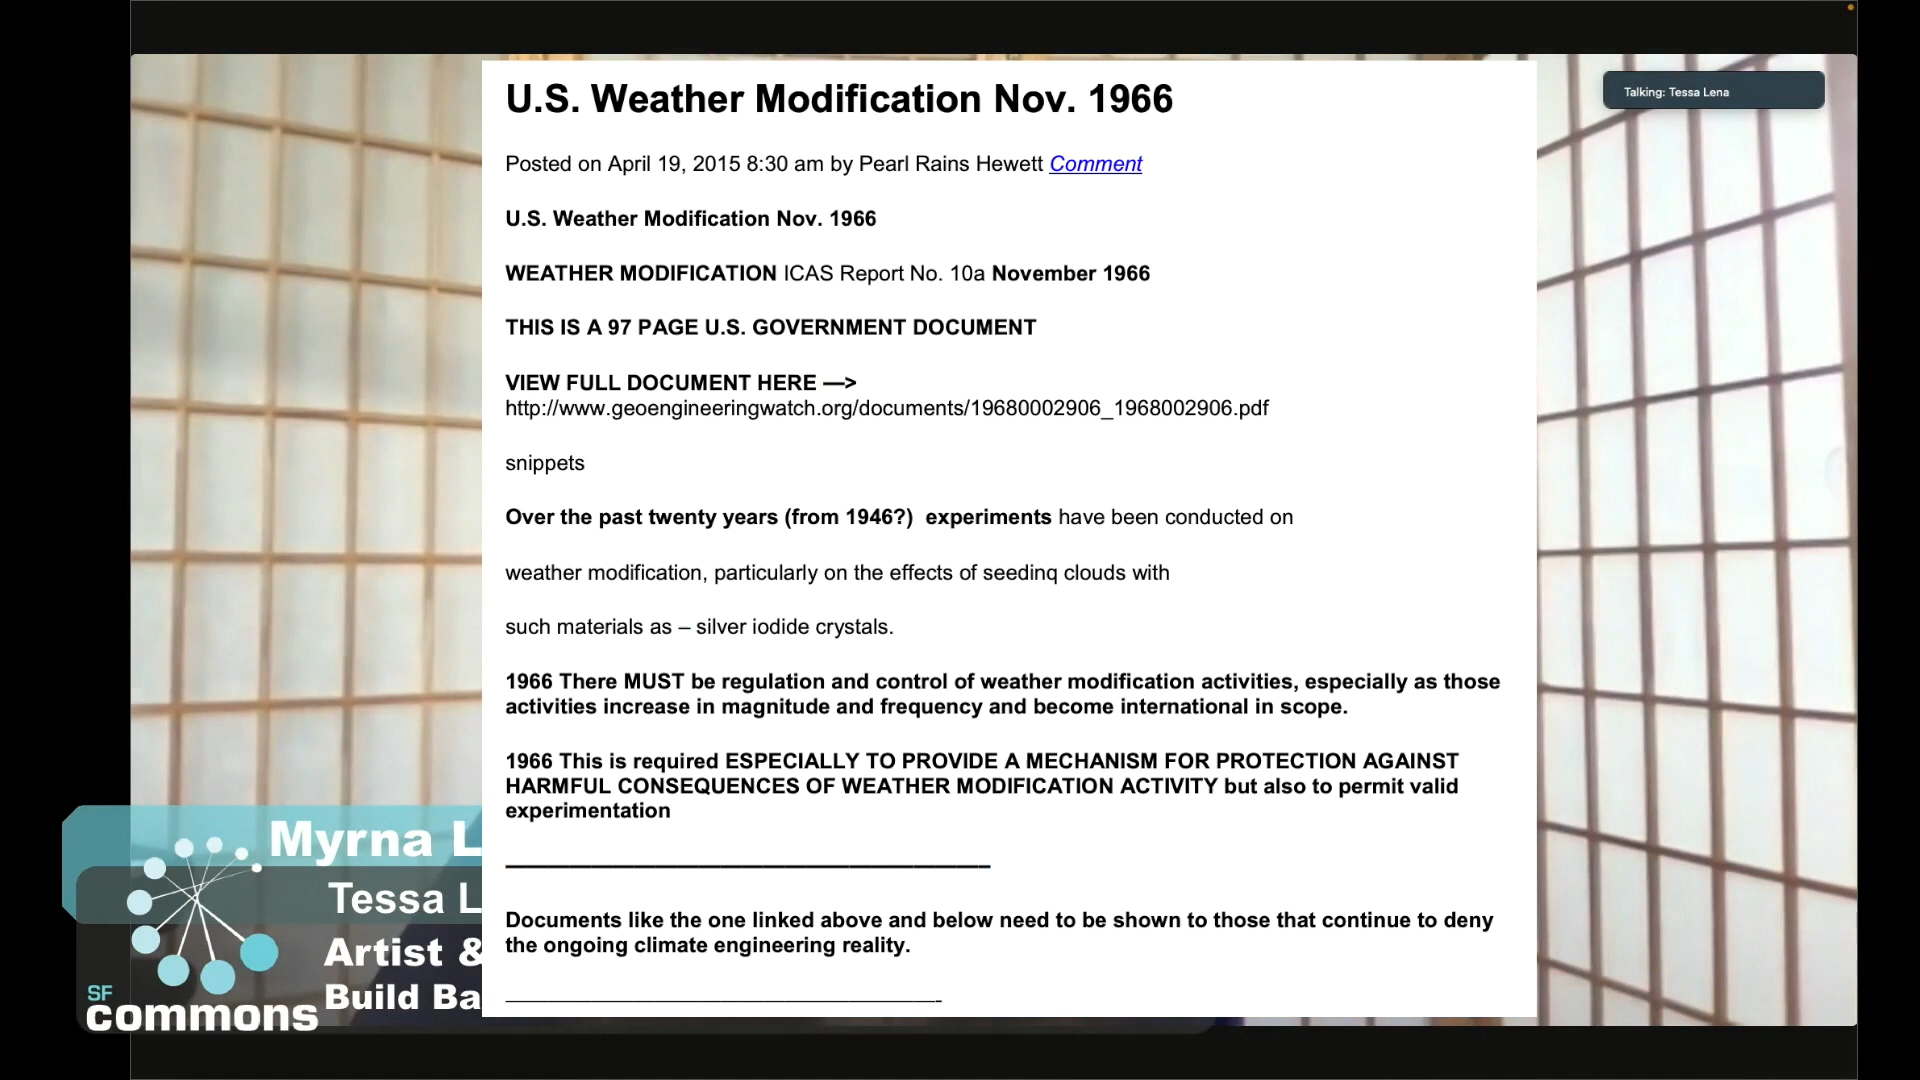 U.S. Weather Modification Nov. 1966
Talking: Tessa Lena
Posted on April 19, 2015 8:30 am by Pearl Rains Hewett Comment
U.S. Weather Modification Nov. 1966
WEATHER MODIFICATION ICAS Report No. 10a November 1966
THIS IS A 97 PAGE U.S. GOVERNMENT DOCUMENT
VIEW FULL DOCUMENT HERE —>
http://www.geoengineeringwatch.org/documents/19680002906_1968002906.pdf
snippets
Over the past twenty years (from 1946?) experiments have been conducted on
weather modification, particularly on the effects of seedinq clouds with
such materials as – silver iodide crystals.
1966 There MUST be regulation and control of weather modification activities, especially as those
activities increase in magnitude and frequency and become international in scope.
1966 This is required ESPECIALLY TO PROVIDE A MECHANISM FOR PROTECTION AGAINST
HARMFUL CONSEQUENCES OF WEATHER MODIFICATION ACTIVITY but also to permit valid
experimentation
Documents like the one linked above and below need to be shown to those that continue to deny
the ongoing climate engineering reality.
Myrna L
Tessa L
Artist &
Build Ba
SF
commons